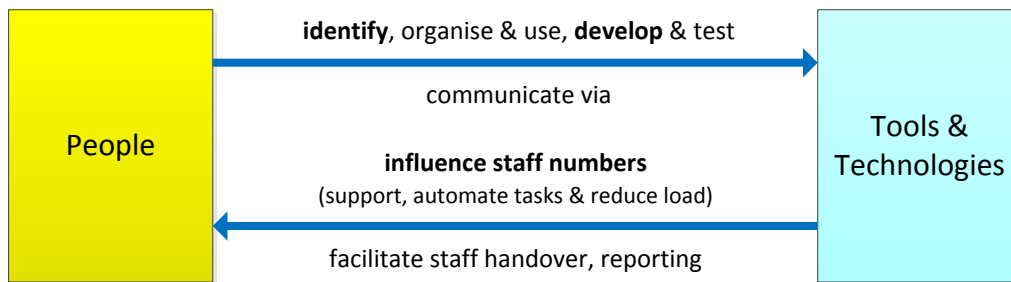 identify, organise & use, develop & test
communicate via
People
Tools &
Technologies
influence staff numbers
(support, automate tasks & reduce load)
facilitate staff handover, reporting